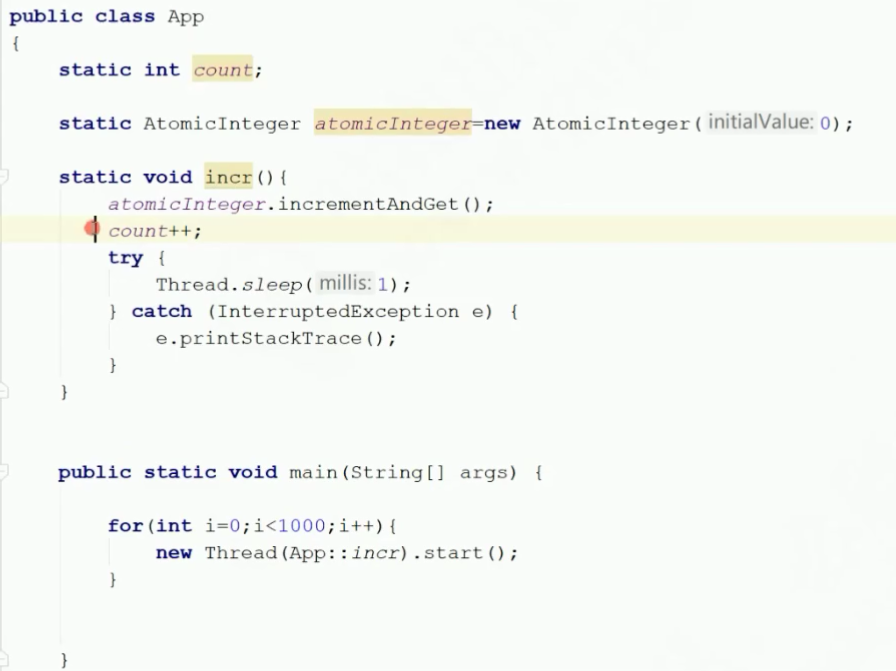 public class App
{
static int count;
static AtomicInteger atomicInteger=new AtomicInteger( initialValue: 0);
static void incr(){
atomicInteger.incrementAndGet();
count++;
try {
Thread.sleep( millis: 1);
} catch (InterruptedException e) {
e.printStackTrace();
}
}
public static void main(String[] args) {
for(int i=0;i<1000;i++){
new Thread(App::incr).start();
}
}